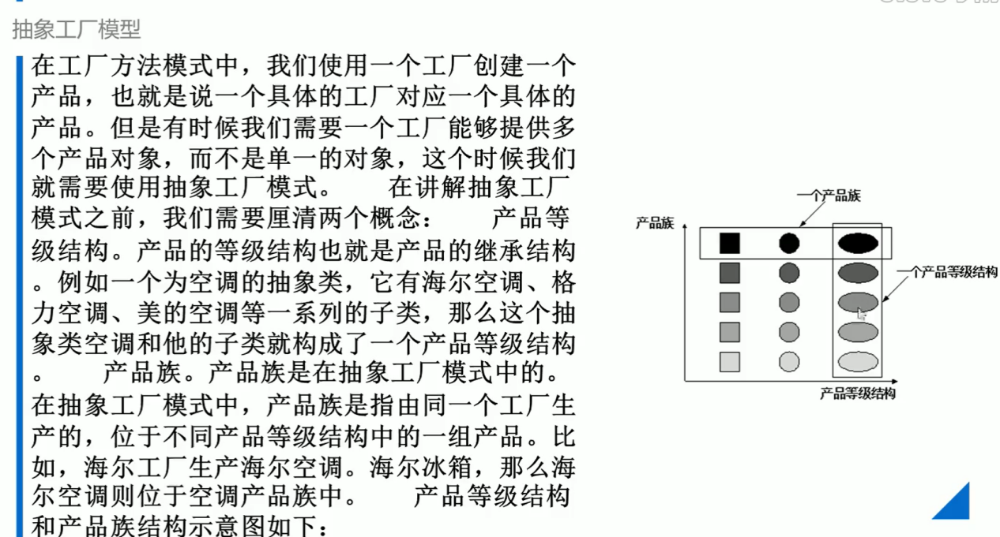 抽象工厂模型
在工厂方法模式中，我们使用一个工厂创建一个
产品，也就是说一个具体的工厂对应一个具体的
产品。但是有时候我们需要一个工厂能够提供多
个产品对象，而不是单一的对象，这个时候我们
就需要使用抽象工厂模式。 在讲解抽象工厂
模式之前，我们需要厘清两个概念： 产品等
级结构。产品的等级结构也就是产品的继承结构
。例如一个为空调的抽象类，它有海尔空调、格
力空调、美的空调等一系列的子类，那么这个抽
象类空调和他的子类就构成了一个产品等级结构
。 产品族。产品族是在抽象工厂模式中的。
在抽象工厂模式中，产品族是指由同一个工厂生
产的，位于不同产品等级结构中的一组产品。比
如，海尔工厂生产海尔空调。海尔冰箱，那么海
尔空调则位于空调产品族中。 产品等级结构
和产品族结构示意图如下：
一个产品族
产品族
一个产品等级结构
产品等级结构